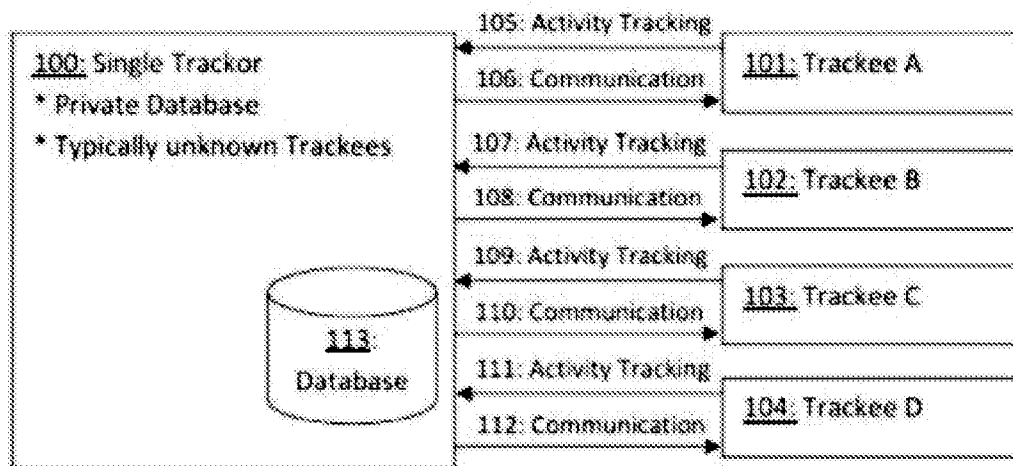 100: Single Trackor
* Private Database
* Typically unknown Trackees
113:
Database
105: Activity Tracking
106: Communication
107: Activity Tracking
108: Communication
109: Activity Tracking
110: Communication
111: Activity Tracking
112: Communication
101: Trackee A
102: Trackee B
103: Trackee C
104: Trackee D